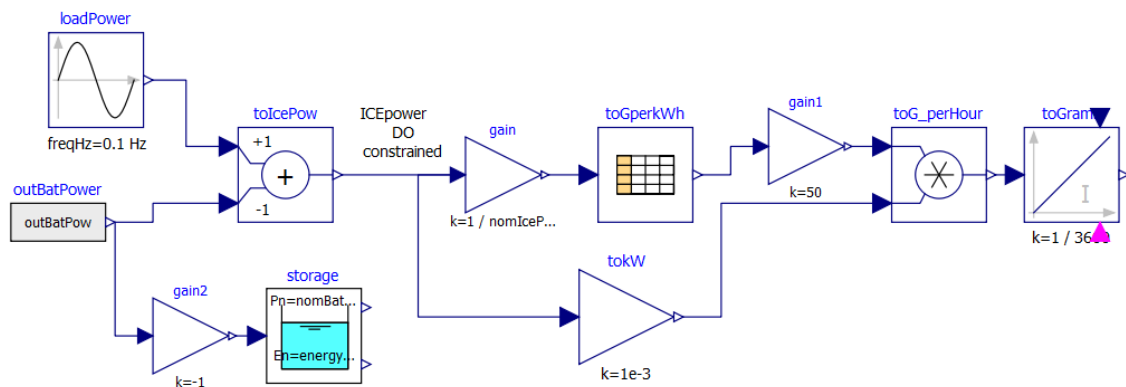 loadPower
freqHz=0.1 Hz
toIcePow
+1
+
-1
ICEpower
DO
constrained
gain
k=1 / nomIceP...
toGperkWh
gain1
k=50
toG_perHour
toGram
I
k=1 / 3600
outBatPower
outBatPow
gain2
k=-1
storage
Pn=nomBat...
En=energy...
tokW
k=1e-3